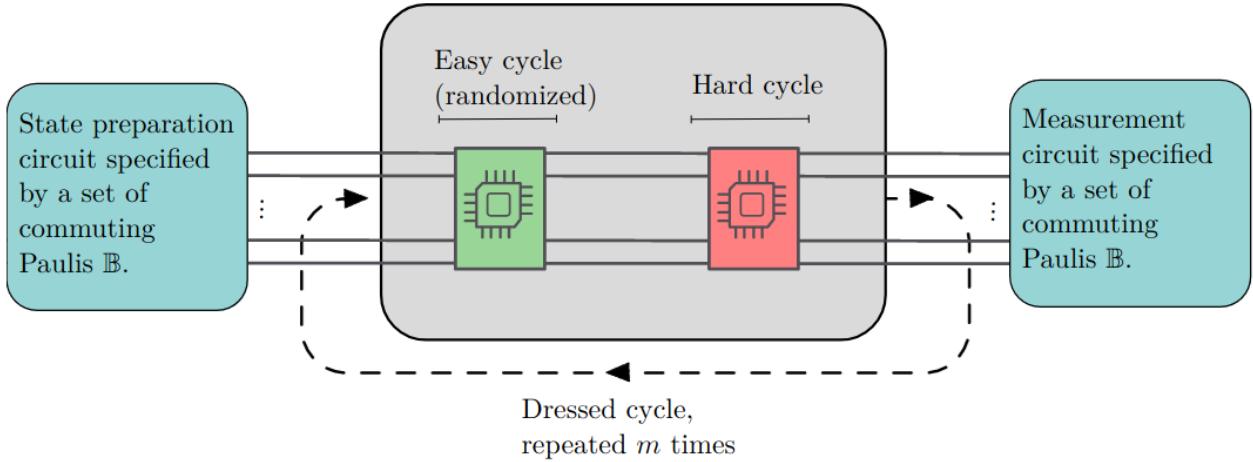 State preparation
circuit specified
by a set of
commuting
Paulis 𝔹.
Easy cycle
(randomized)
Hard cycle
Measurement
circuit specified
by a set of
commuting
Paulis 𝔹.
Dressed cycle,
repeated m times